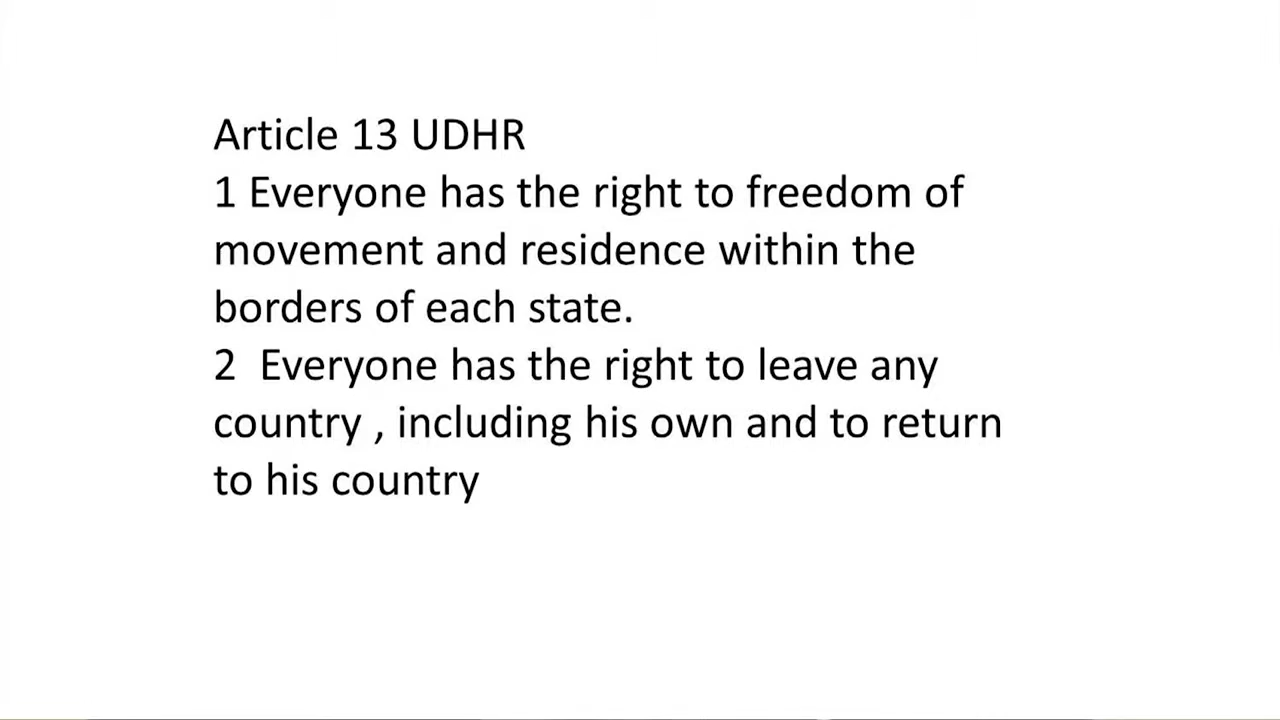 Article 13 UDHR
1 Everyone has the right to freedom of
movement and residence within the
borders of each state.
2  Everyone has the right to leave any
country , including his own and to return
to his country